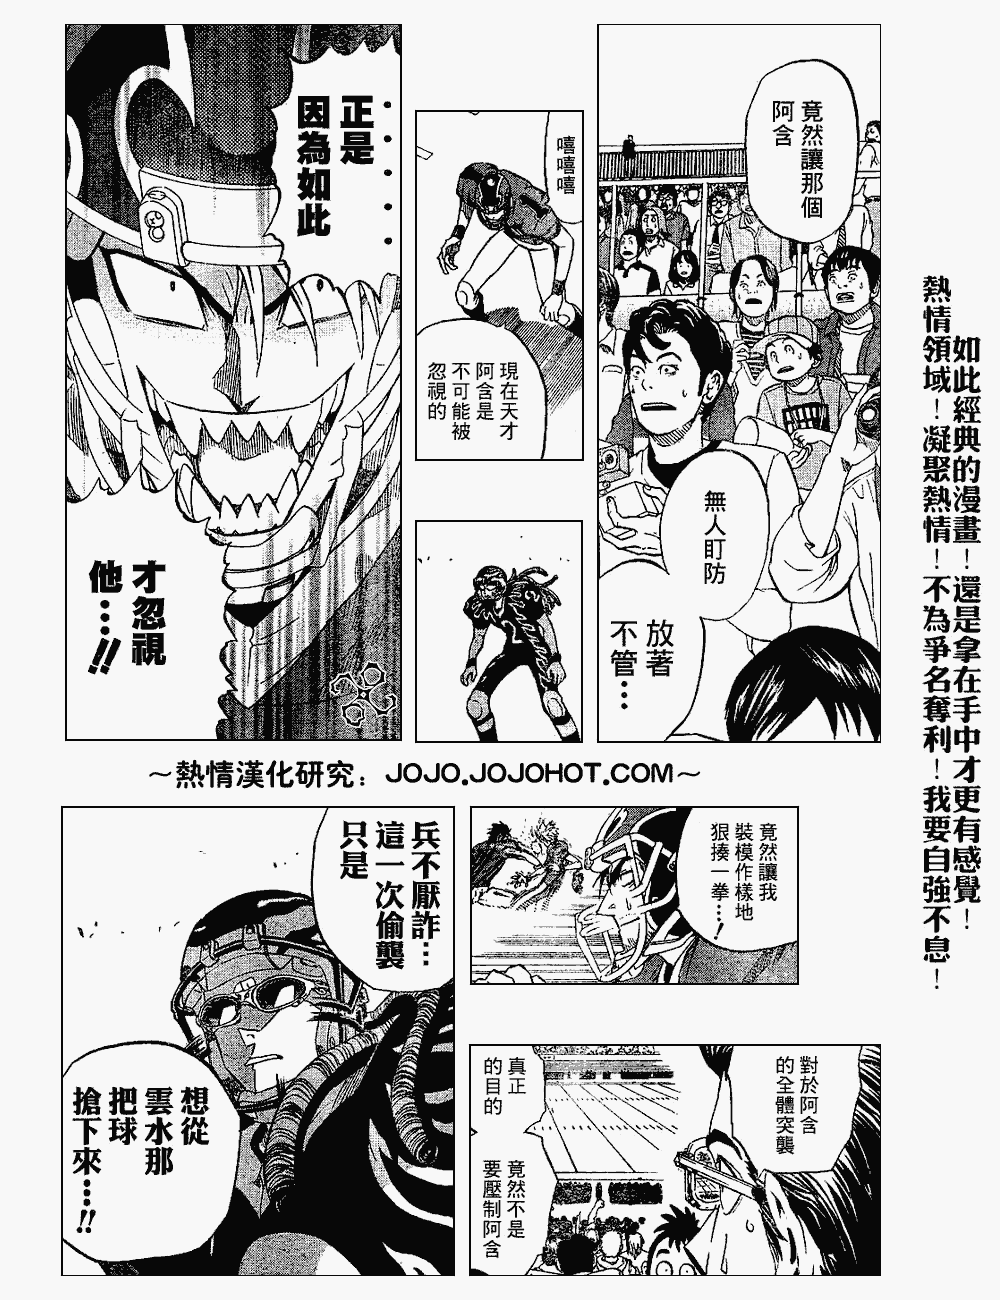 竟然讓那個
阿含
無人盯防
放著
不管…
嘻嘻嘻
現在天才
阿含是
不可能被
忽視的
……
正是
因為如此
才忽視
他…!!
～熱情漢化研究：JOJO.JOJOHOT.COM～
竟然讓我
裝模作樣地
狠揍一拳…!
兵不厭詐…
這一次偷襲
只是
想從
雲水那
把球
搶下來…!!
對於阿含
的全體突襲
真正
的目的
竟然不是
要壓制阿含
如此經典的漫畫！還是拿在手中才更有感覺！
熱情領域！凝聚熱情！不為爭名奪利！我要自強不息！